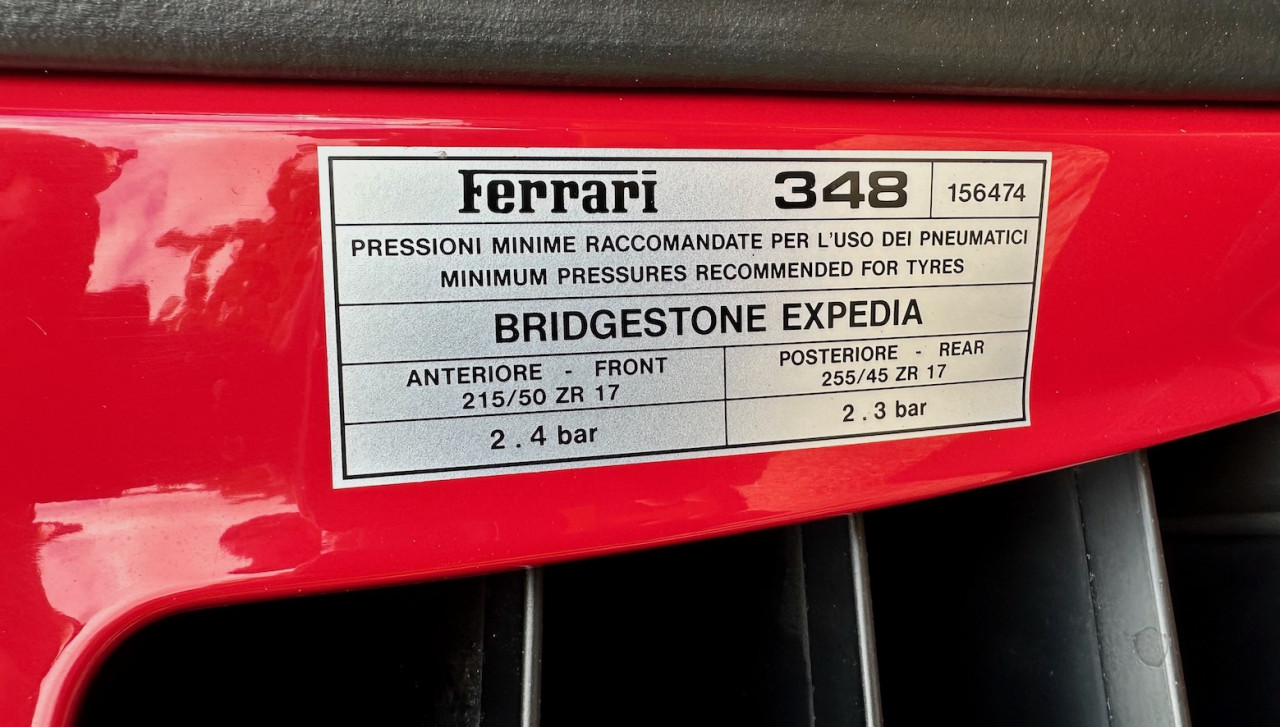 Ferrari 348 156474
PRESSIONI MINIME RACCOMANDATE PER L'USO DEI PNEUMATICI
MINIMUM PRESSURES RECOMMENDED FOR TYRES
BRIDGESTONE EXPEDIA
ANTERIORE - FRONT
215/50 ZR 17
2.4 bar
POSTERIORE - REAR
255/45 ZR 17
2.3 bar